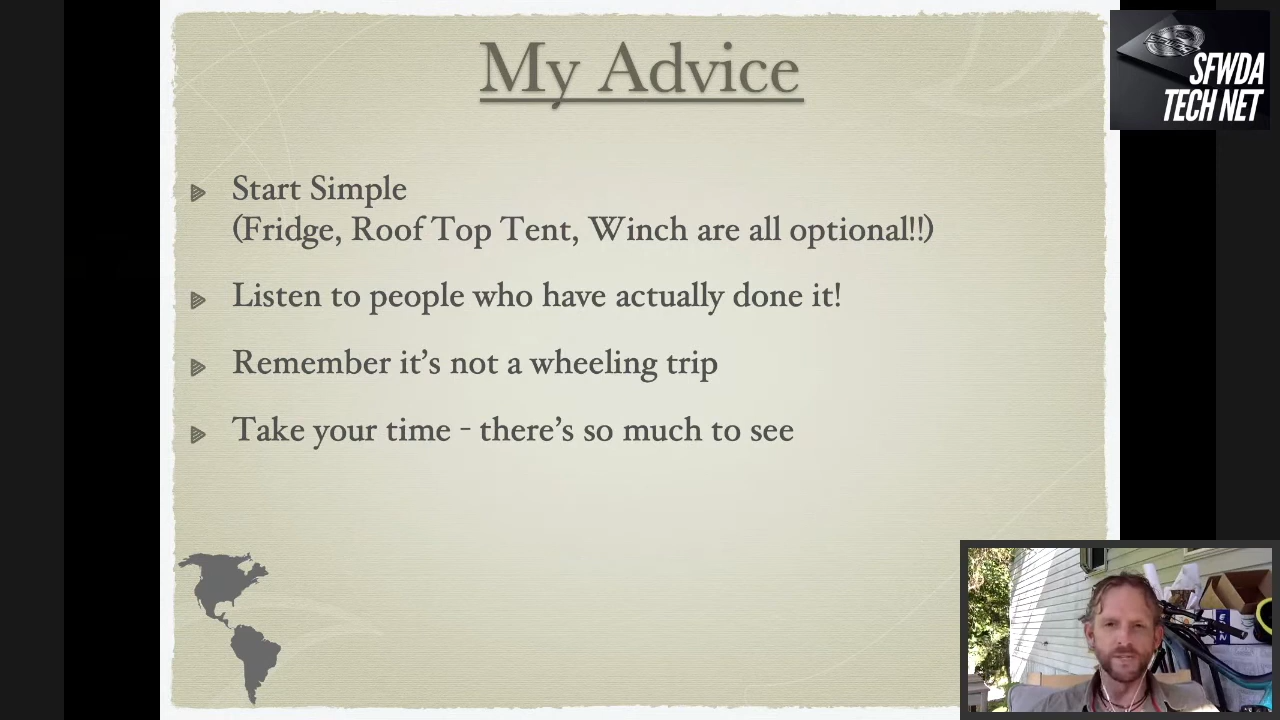 My Advice
SFWDA
TECH NET
Start Simple
(Fridge, Roof Top Tent, Winch are all optional!!)
Listen to people who have actually done it!
Remember it’s not a wheeling trip
Take your time - there’s so much to see